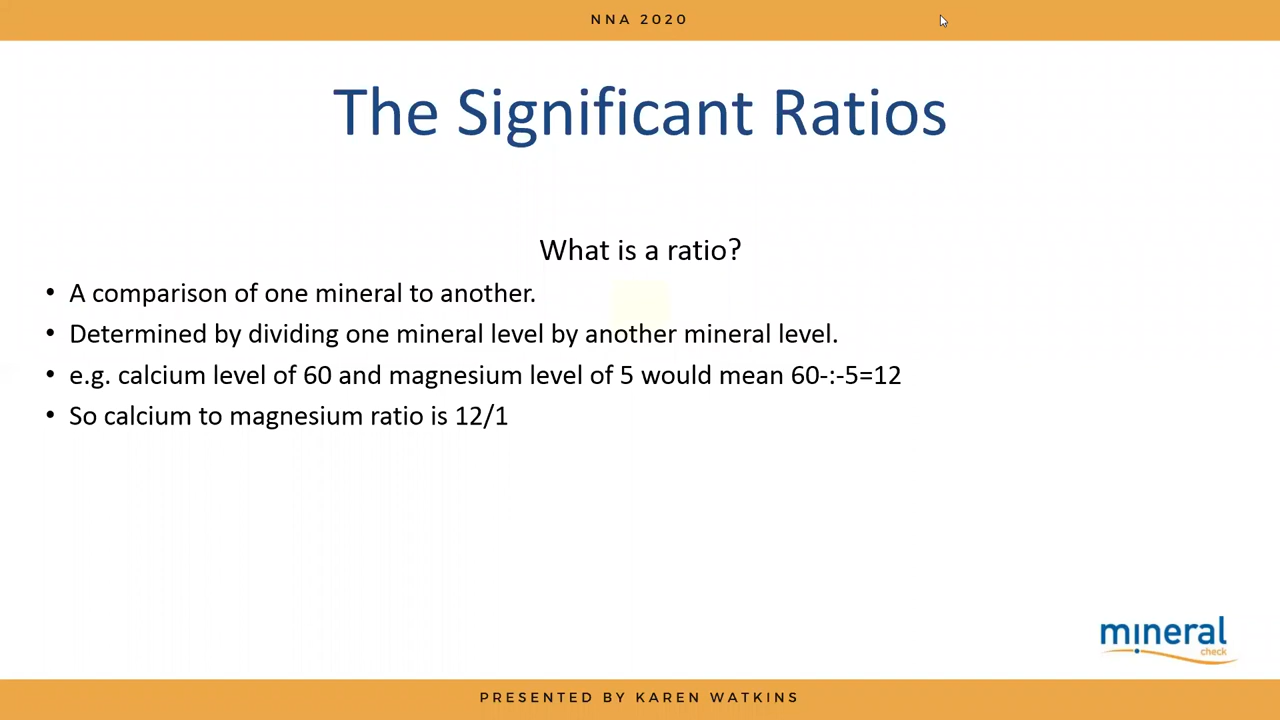 NNA 2020
The Significant Ratios
What is a ratio?
• A comparison of one mineral to another.
• Determined by dividing one mineral level by another mineral level.
• e.g. calcium level of 60 and magnesium level of 5 would mean 60-:-5=12
• So calcium to magnesium ratio is 12/1
mineral
check
PRESENTED BY KAREN WATKINS